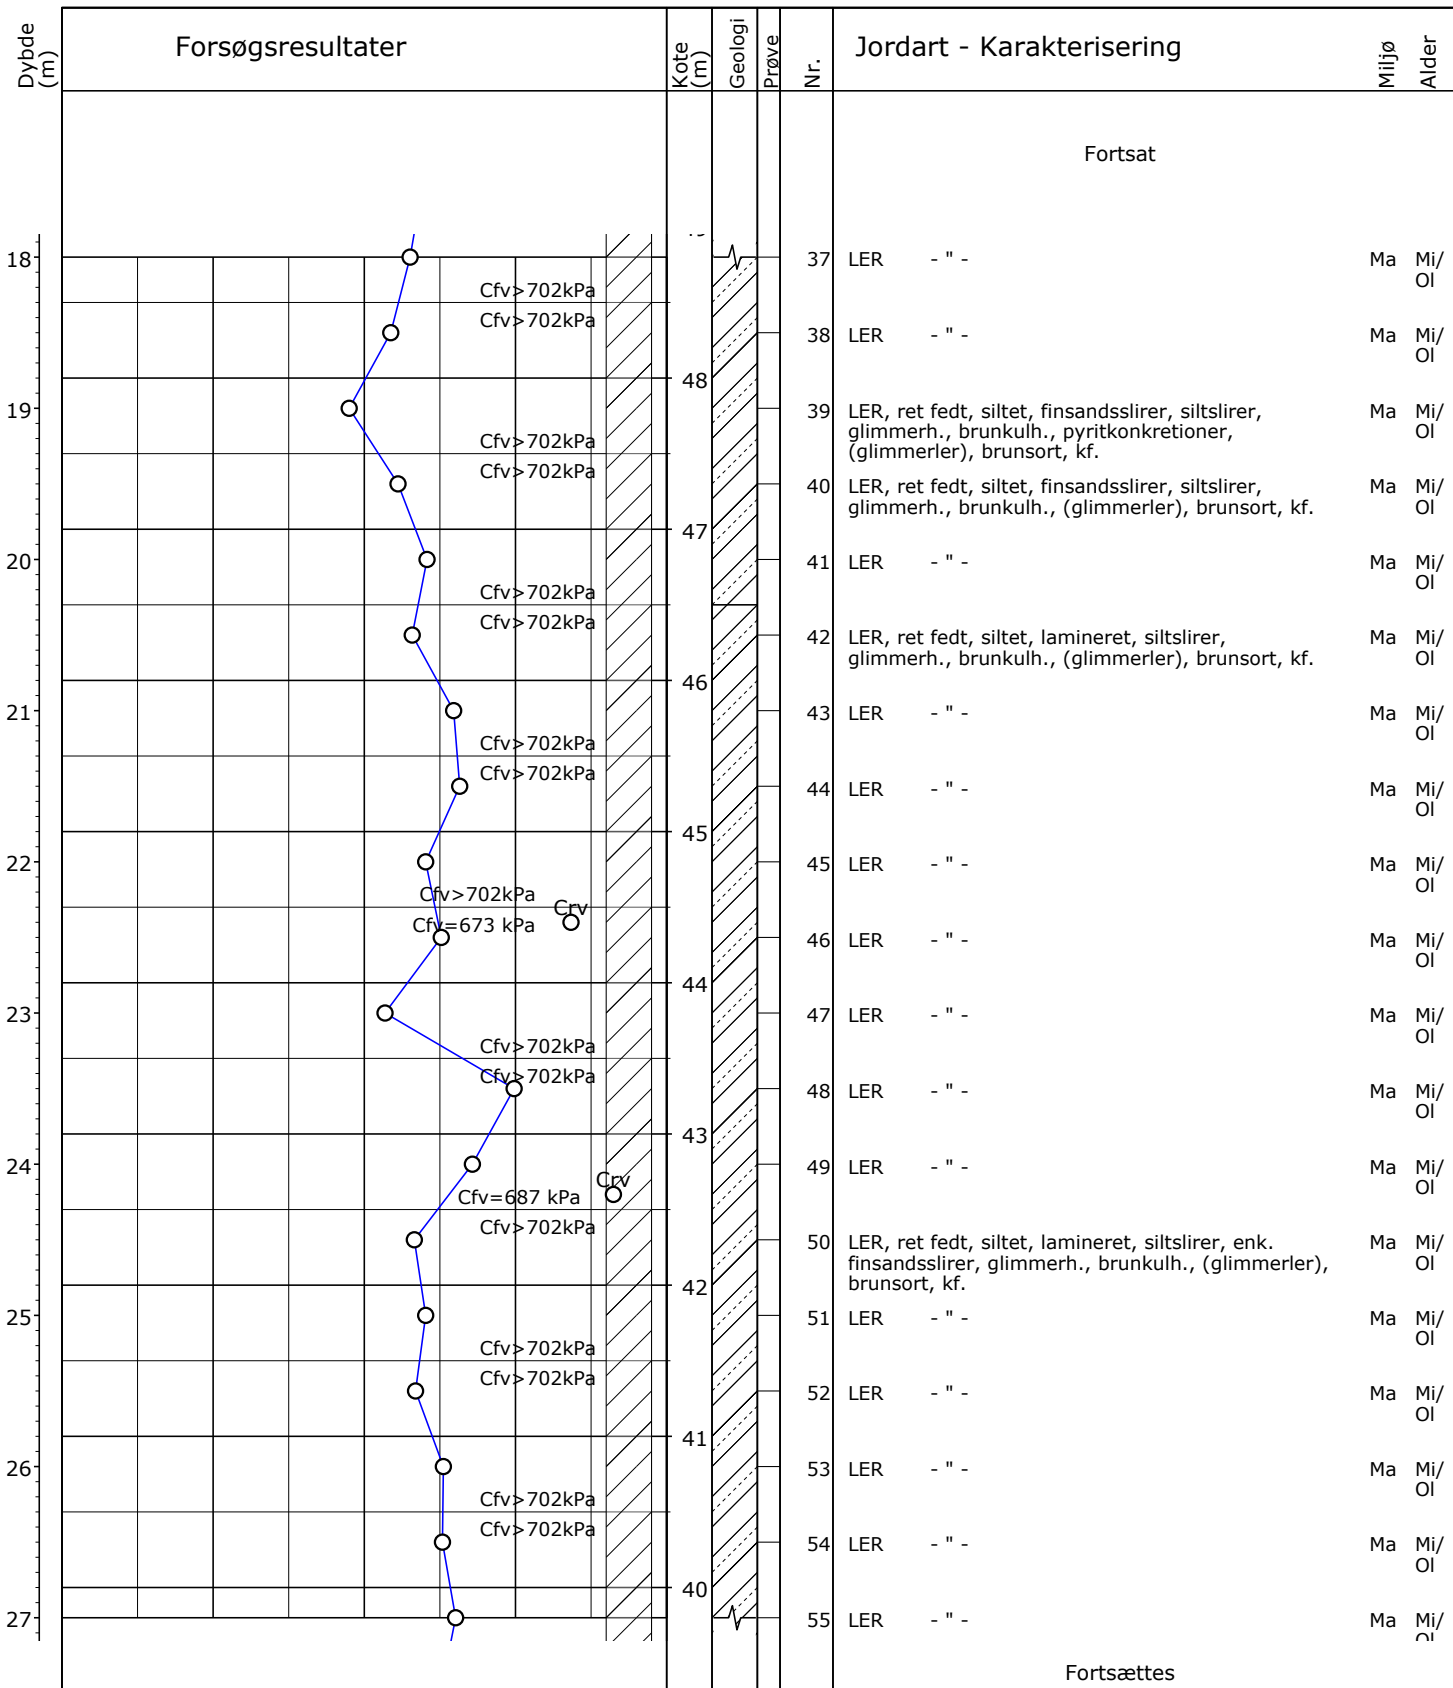 Dybde (m)
Forsøgsresultater
Kote (m)
Geologi
Prøve
Nr.
Jordart - Karakterisering
Miljø
Alder
Fortsat
18
37 LER - " - Ma Mi/
Ol
Cfv>702kPa
Cfv>702kPa
38 LER - " - Ma Mi/
Ol
48
19
39 LER, ret fedt, siltet, finsandsslirer, siltslirer, Ma Mi/
glimmerh., brunkulh., pyritkonkretioner, Ol
(glimmerler), brunsort, kf.
Cfv>702kPa
Cfv>702kPa
40 LER, ret fedt, siltet, finsandsslirer, siltslirer, Ma Mi/
glimmerh., brunkulh., (glimmerler), brunsort, kf. Ol
47
20
41 LER - " - Ma Mi/
Ol
Cfv>702kPa
Cfv>702kPa
42 LER, ret fedt, siltet, lamineret, siltslirer, Ma Mi/
glimmerh., brunkulh., (glimmerler), brunsort, kf. Ol
46
21
43 LER - " - Ma Mi/
Ol
Cfv>702kPa
Cfv>702kPa
44 LER - " - Ma Mi/
Ol
45
22
45 LER - " - Ma Mi/
Ol
Cfv>702kPa
Crv
Cfv=673 kPa
46 LER - " - Ma Mi/
Ol
44
23
47 LER - " - Ma Mi/
Ol
Cfv>702kPa
Cfv>702kPa
48 LER - " - Ma Mi/
Ol
43
24
49 LER - " - Ma Mi/
Ol
Crv
Cfv=687 kPa
Cfv>702kPa
50 LER, ret fedt, siltet, lamineret, siltslirer, enk. Ma Mi/
finsandsslirer, glimmerh., brunkulh., (glimmerler), Ol
brunsort, kf.
42
25
51 LER - " - Ma Mi/
Ol
Cfv>702kPa
Cfv>702kPa
52 LER - " - Ma Mi/
Ol
41
26
53 LER - " - Ma Mi/
Ol
Cfv>702kPa
Cfv>702kPa
54 LER - " - Ma Mi/
Ol
40
27
55 LER - " - Ma Mi/
Ol
Fortsættes